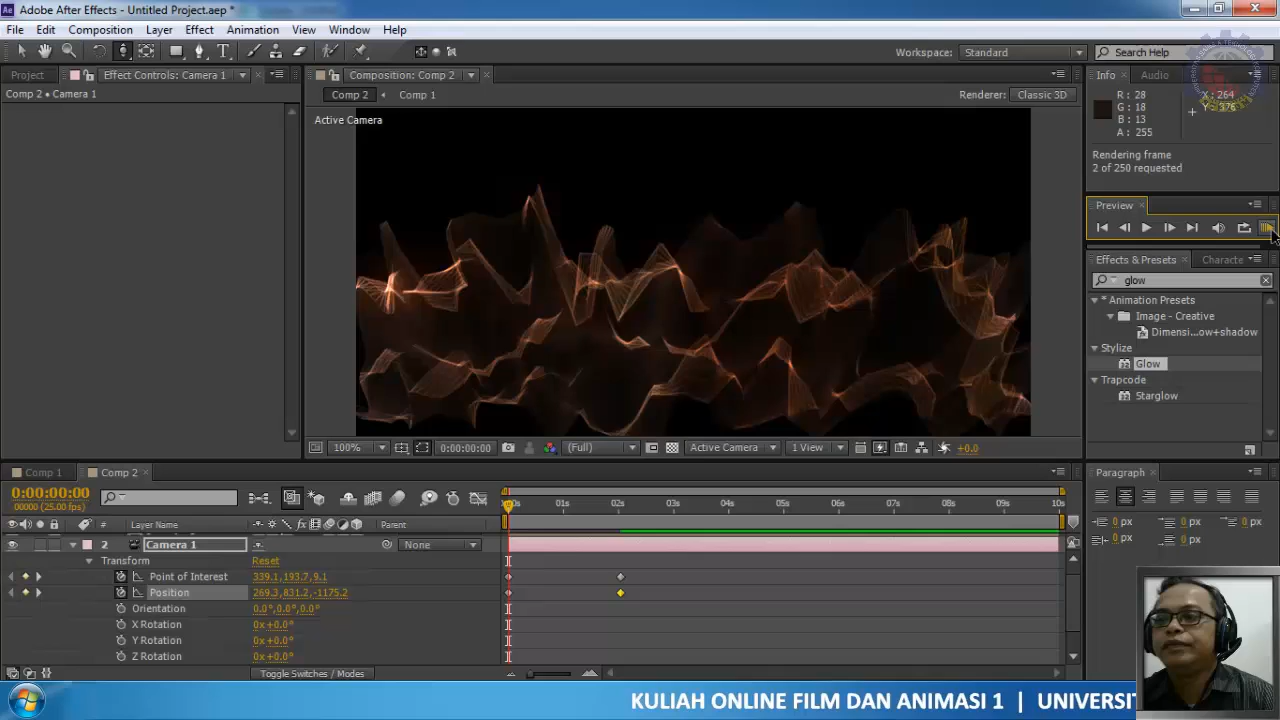 Adobe After Effects - Untitled Project.aep *
File Edit Composition Layer Effect Animation View Window Help
Workspace: Standard Search Help
Project Effect Controls: Camera 1 Composition: Comp 2 Info Audio
Comp 2 • Camera 1
Comp 2 Comp 1 Renderer: Classic 3D
Active Camera
R: 28 X: 264
G: 18 Y: 376
B: 13
A: 255
Rendering frame
2 of 250 requested
Preview
Effects & Presets Characte
glow
* Animation Presets
Image - Creative
Dimensi...ow+shadow
Stylize
Glow
Trapcode
Starglow
100% 0:00:00:00 (Full) Active Camera 1 View +0.0
Comp 1 Comp 2 Paragraph
0:00:00:00
00000 (25.00 fps)
01s 02s 03s 04s 05s 06s 07s 08s 09s 10s
# Layer Name Parent
2 Camera 1 None
Transform Reset
Point of Interest 339.1,193.7,9.1
Position 269.3,831.2,-1175.2
Orientation 0.0°,0.0°,0.0°
X Rotation 0x+0.0°
Y Rotation 0x+0.0°
Z Rotation 0x+0.0°
0 px 0 px 0 px
0 px 0 px
Toggle Switches / Modes
KULIAH ONLINE FILM DAN ANIMASI 1 | UNIVERSIT